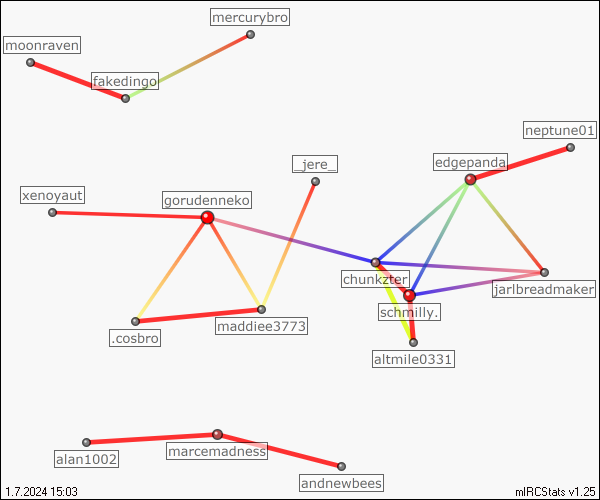 mercurybro
moonraven
fakedingo
neptune01
_jere_
edgepanda
xenoyaut
gorudenneko
chunkzter
jarlbreadmaker
schmilly.
maddiee3773
.cosbro
altmile0331
marcemadness
alan1002
andnewbees
1.7.2024 15:03
mIRCStats v1.25